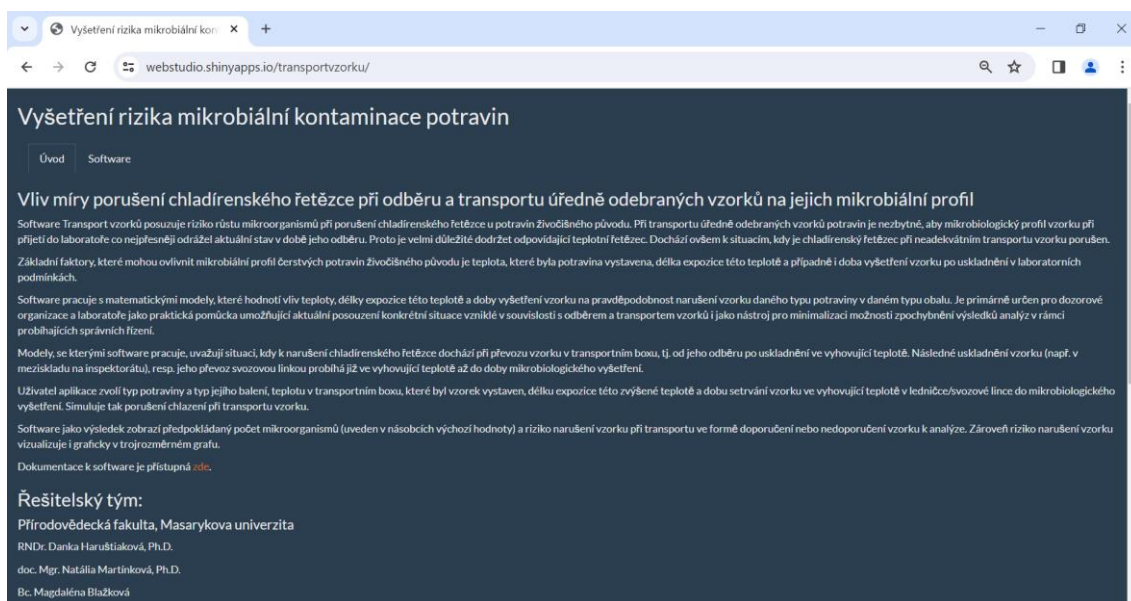 Vyšetření rizika mikrobiální kon
webstudio.shinyapps.io/transportvzorku/
Vyšetření rizika mikrobiální kontaminace potravin
Úvod
Software
Vliv míry porušení chladírenského řetězce při odběru a transportu úředně odebraných vzorků na jejich mikrobiální profil
Software Transport vzorků posuzuje riziko růstu mikroorganismů při porušení chladírenského řetězce u potravin živočišného původu. Při transportu úředně odebraných vzorků potravin je nezbytné, aby mikrobiologický profil vzorku při
přijetí do laboratoře co nejpřesněji odrážel aktuální stav v době jeho odběru. Proto je velmi důležité dodržet odpovídající teplotní řetězec. Dochází ovšem k situacím, kdy je chladírenský řetězec při neadekvátním transportu vzorku porušen.
Základní faktory, které mohou ovlivnit mikrobiální profil čerstvých potravin živočišného původu je teplota, které byla potravina vystavena, délka expozice této teplotě a případně i doba vyšetření vzorku po uskladnění v laboratorních
podmínkách.
Software pracuje s matematickými modely, které hodnotí vliv teploty, délky expozice této teplotě a doby vyšetření vzorku na pravděpodobnost narušení vzorku daného typu potraviny v daném typu obalu. Je primárně určen pro dozorové
organizace a laboratoře jako praktická pomůcka umožňující aktuální posouzení konkrétní situace vzniklé v souvislosti s odběrem a transportem vzorků i jako nástroj pro minimalizaci možnosti zpochybnění výsledků analýz v rámci
probíhajících správních řízení.
Modely, se kterými software pracuje, uvažují situaci, kdy k narušení chladírenského řetězce dochází při převozu vzorku v transportním boxu, tj. od jeho odběru po uskladnění ve vyhovující teplotě. Následné uskladnění vzorku (např. v
meziskladu na inspektorátu), resp. jeho převoz svozovou linkou probíhá již ve vyhovující teplotě až do doby mikrobiologického vyšetření.
Uživatel aplikace zvolí typ potraviny a typ jejího balení, teplotu v transportním boxu, které byl vzorek vystaven, délku expozice této zvýšené teplotě a dobu setrvání vzorku ve vyhovující teplotě v ledničce/svozové lince do mikrobiologického
vyšetření. Simuluje tak porušení chlazení při transportu vzorku.
Software jako výsledek zobrazí předpokládaný počet mikroorganismů (uveden v násobcích výchozí hodnoty) a riziko narušení vzorku při transportu ve formě doporučení nebo nedoporučení vzorku k analýze. Zároveň riziko narušení vzorku
vizualizuje i graficky v trojrozměrném grafu.
Dokumentace k software je přístupná zde.
Řešitelský tým:
Přírodovědecká fakulta, Masarykova univerzita
RNDr. Danka Haruštiaková, Ph.D.
doc. Mgr. Natália Martínková, Ph.D.
Bc. Magdaléna Blažková